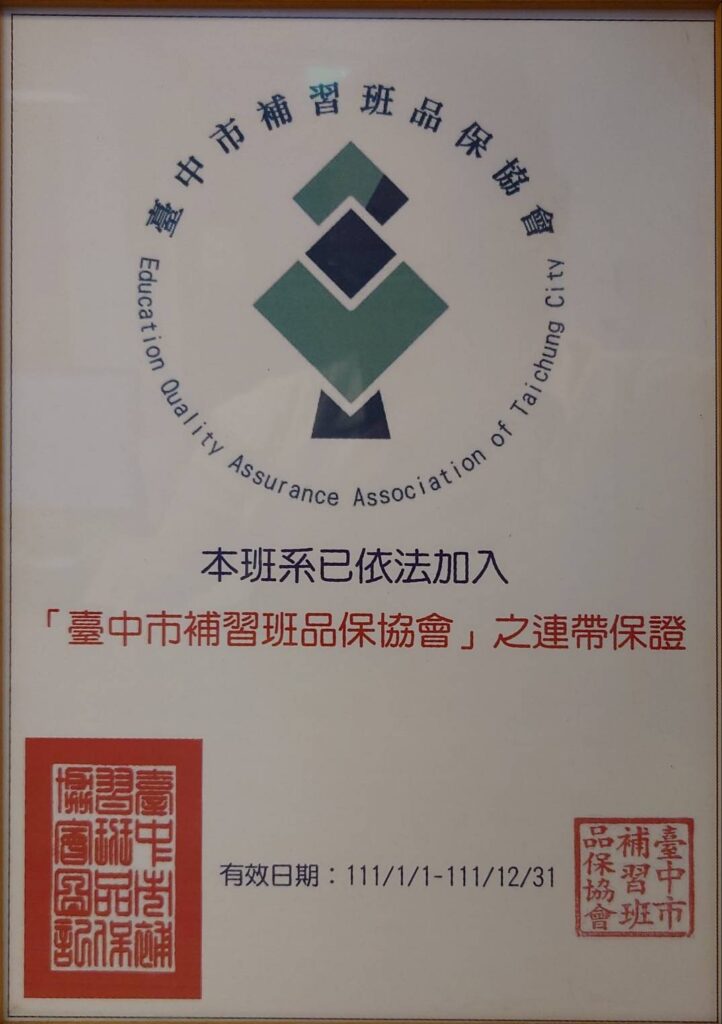 臺中市補習班品保協會
Education Quality Assurance Association of Taichung City
本班系已依法加入
「臺中市補習班品保協會」之連帶保證
臺中市補
習班品保
協會圖記
有效日期：111/1/1-111/12/31
臺中市
補習班
品保協會